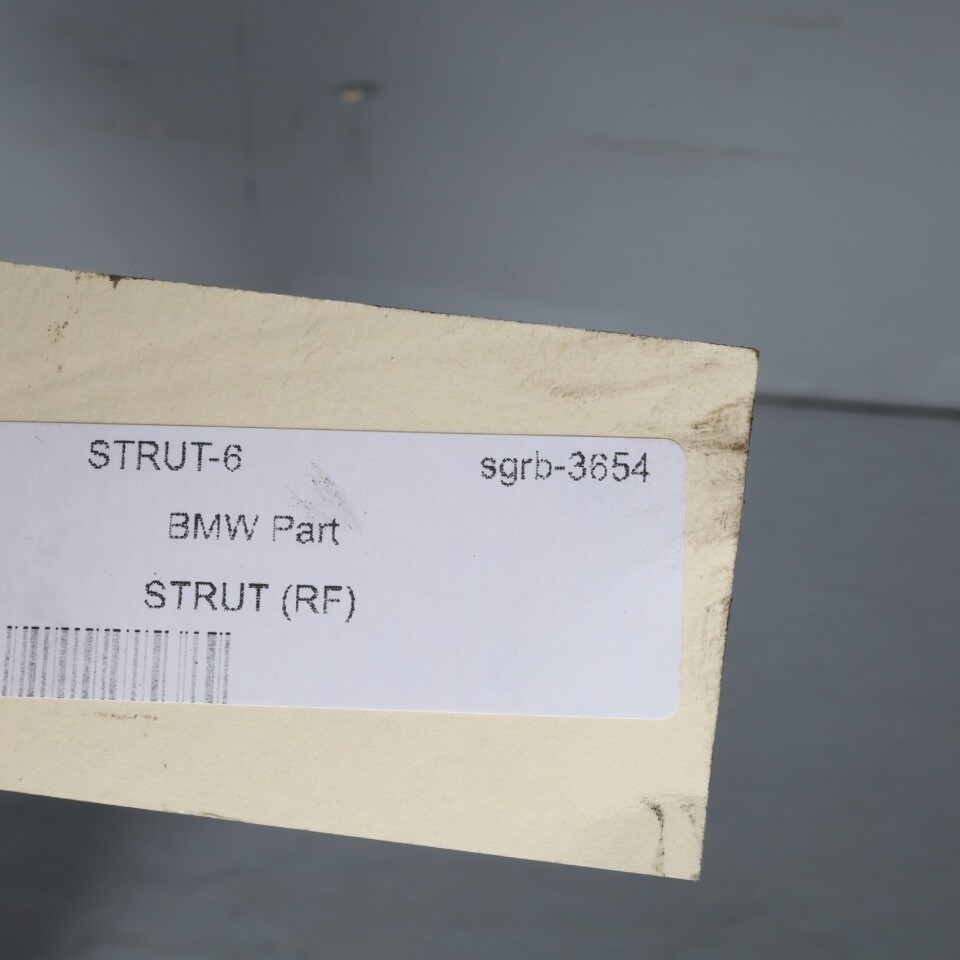 STRUT-6 sgrb-3654
BMW Part
STRUT (RF)